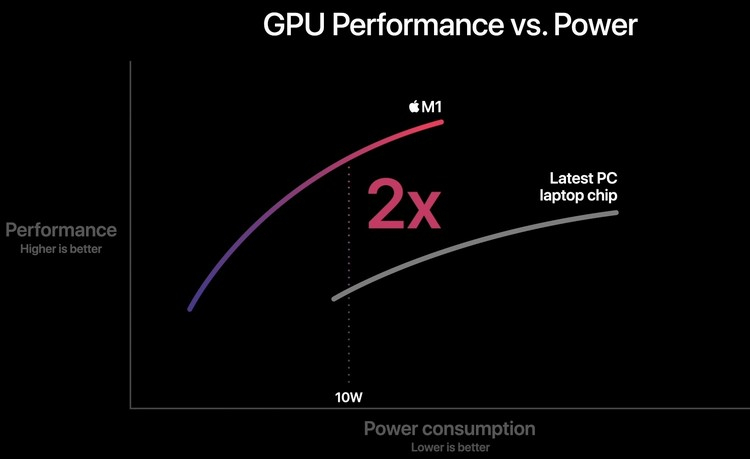 GPU Performance vs. Power
M1
Latest PC
laptop chip
2x
Performance
Higher is better
10W
Power consumption
Lower is better